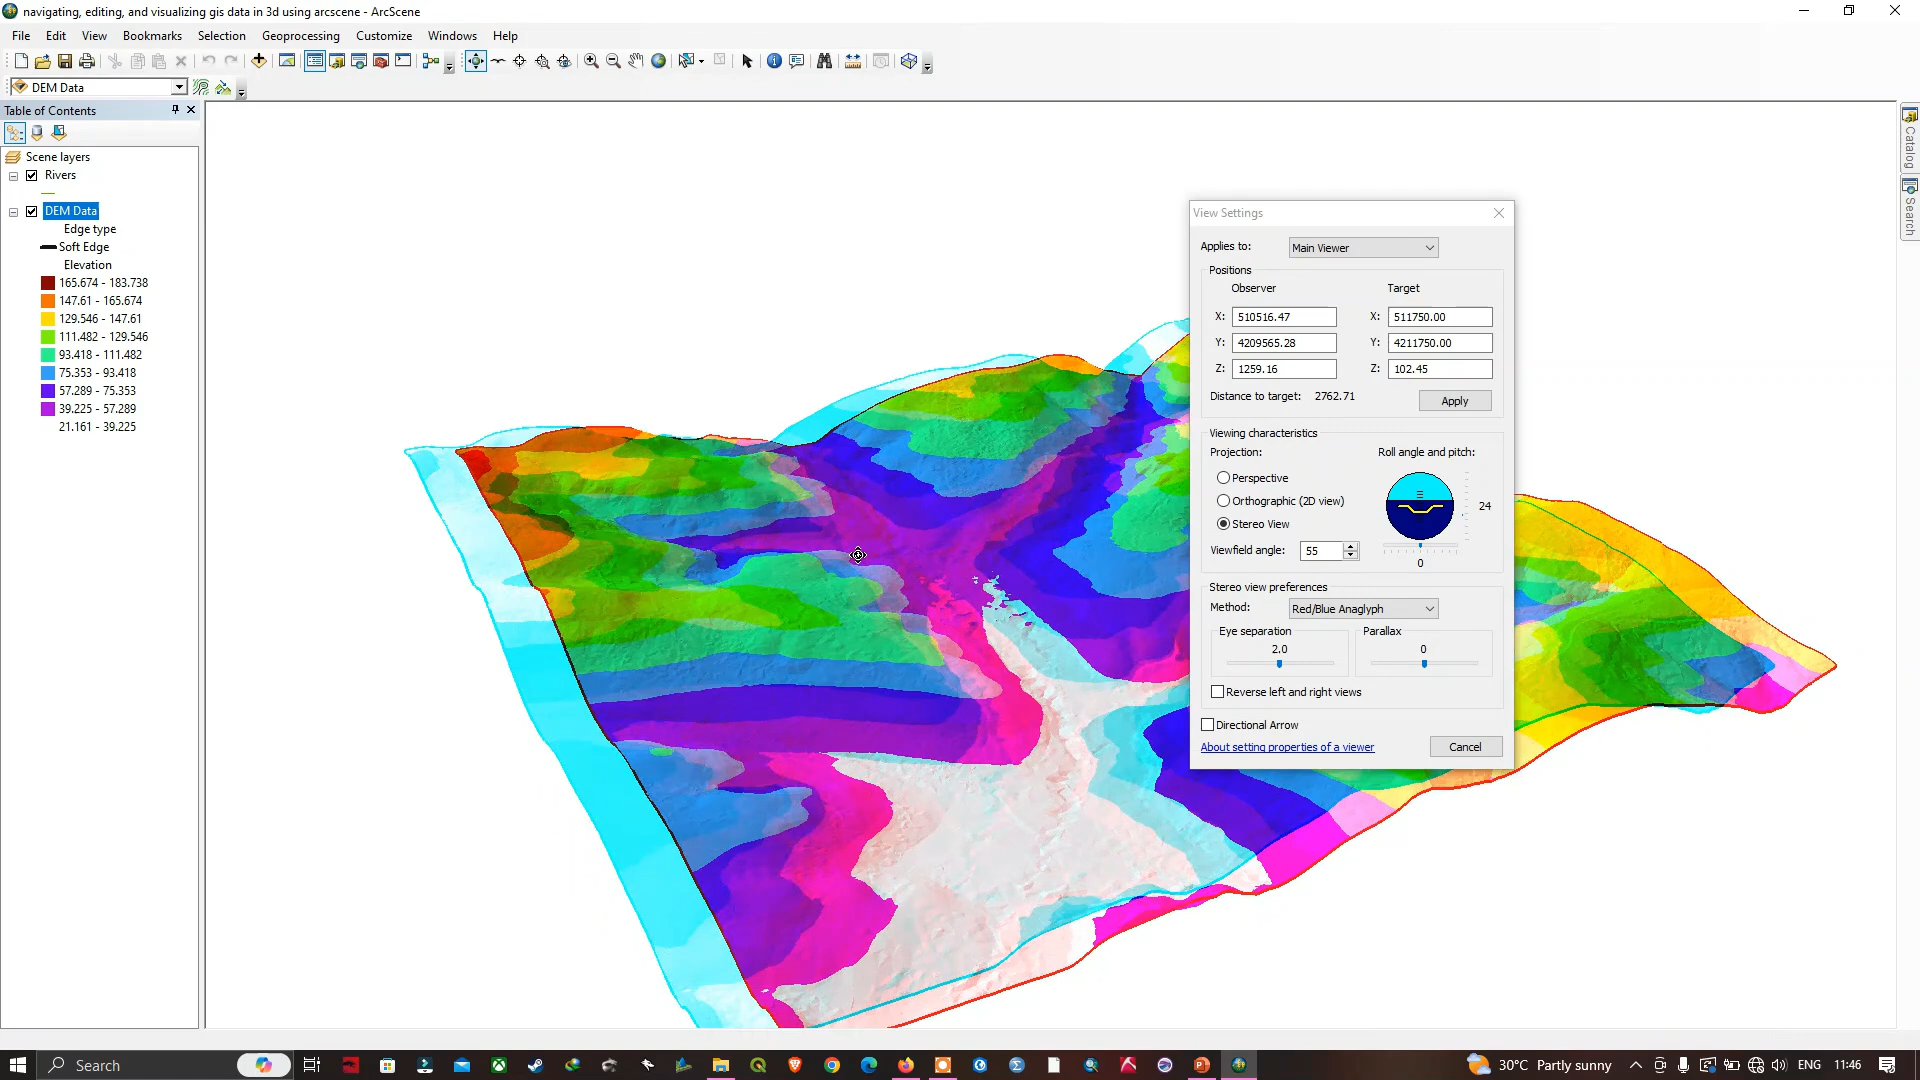 navigating, editing, and visualizing gis data in 3d using arcscene - ArcScene
File Edit View Bookmarks Selection Geoprocessing Customize Windows Help
DEM Data
Table of Contents
Scene layers
Rivers
DEM Data
Edge type
Soft Edge
Elevation
165.674 - 183.738
147.61 - 165.674
129.546 - 147.61
111.482 - 129.546
93.418 - 111.482
75.353 - 93.418
57.289 - 75.353
39.225 - 57.289
21.161 - 39.225
View Settings
Applies to: Main Viewer
Positions
Observer Target
X: 510516.47 X: 511750.00
Y: 4209565.28 Y: 4211750.00
Z: 1259.16 Z: 102.45
Distance to target: 2762.71 Apply
Viewing characteristics
Projection: Roll angle and pitch:
Perspective
Orthographic (2D view)
24
Stereo View
Viewfield angle: 55
0
Stereo view preferences
Method: Red/Blue Anaglyph
Eye separation Parallax
2.0 0
Reverse left and right views
Directional Arrow
About setting properties of a viewer Cancel
Catalog
Search
Search
30°C Partly sunny
ENG
11:46